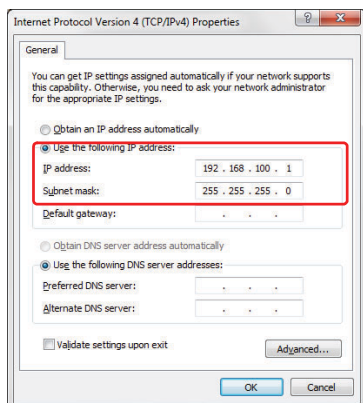 Internet Protocol Version 4 (TCP/IPv4) Properties
General
You can get IP settings assigned automatically if your network supports
this capability. Otherwise, you need to ask your network administrator
for the appropriate IP settings.
Obtain an IP address automatically
Use the following IP address:
IP address: 192 . 168 . 100 . 1
Subnet mask: 255 . 255 . 255 . 0
Default gateway: . . .
Obtain DNS server address automatically
Use the following DNS server addresses:
Preferred DNS server: . . .
Alternate DNS server: . . .
Validate settings upon exit
Advanced...
OK Cancel